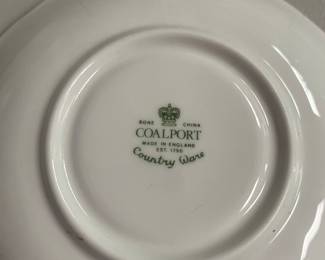 BONE CHINA
COALPORT
MADE IN ENGLAND
EST. 1750
Country Ware